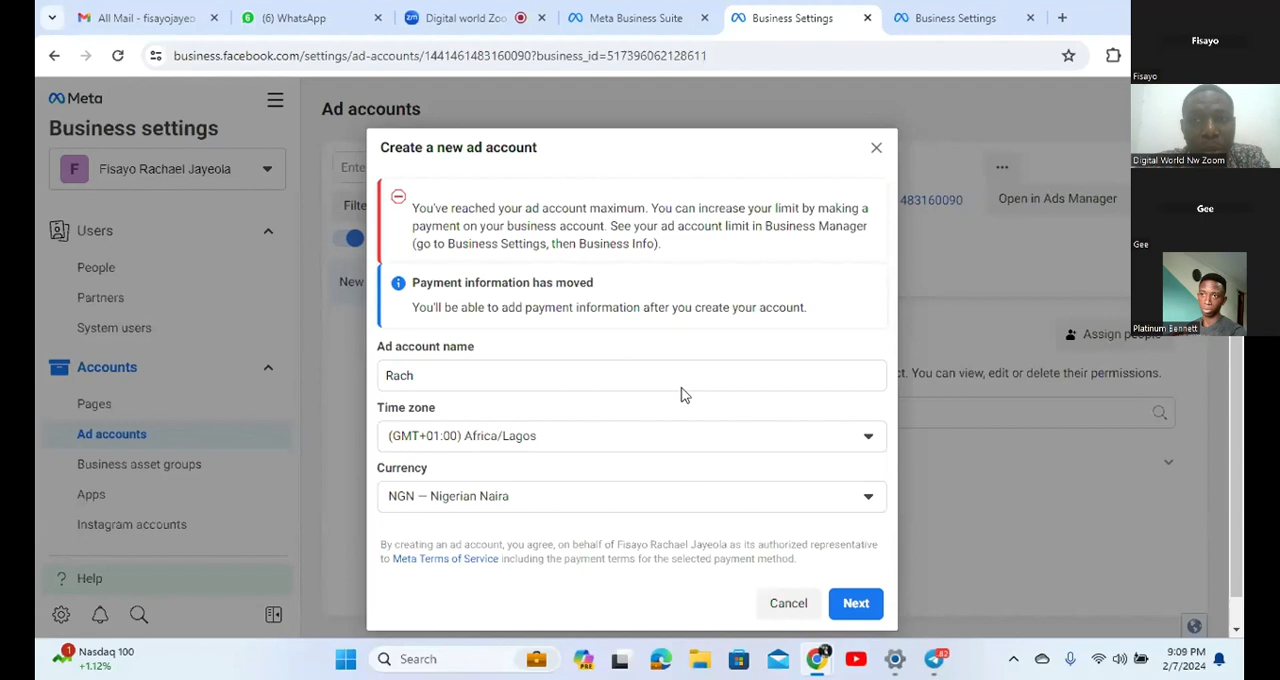 All Mail - fisayojayeo
(6) WhatsApp
Digital world Zoo
Meta Business Suite
Business Settings
Business Settings
business.facebook.com/settings/ad-accounts/1441461483160090?business_id=517396062128611
Fisayo
Fisayo
Digital World Nw Zoom
Gee
Gee
Platinum Bennett
Meta
Business settings
F
Fisayo Rachael Jayeola
Users
People
Partners
System users
Accounts
Pages
Ad accounts
Business asset groups
Apps
Instagram accounts
? Help
Ad accounts
Ente
Filte
New
483160090
Open in Ads Manager
Assign people
ct. You can view, edit or delete their permissions.
Create a new ad account
You've reached your ad account maximum. You can increase your limit by making a
payment on your business account. See your ad account limit in Business Manager
(go to Business Settings, then Business Info).
Payment information has moved
You'll be able to add payment information after you create your account.
Ad account name
Rach
Time zone
(GMT+01:00) Africa/Lagos
Currency
NGN — Nigerian Naira
By creating an ad account, you agree, on behalf of Fisayo Rachael Jayeola as its authorized representative
to Meta Terms of Service including the payment terms for the selected payment method.
Cancel
Next
1
Nasdaq 100
+1.12%
Search
PRE
82
9:09 PM
2/7/2024